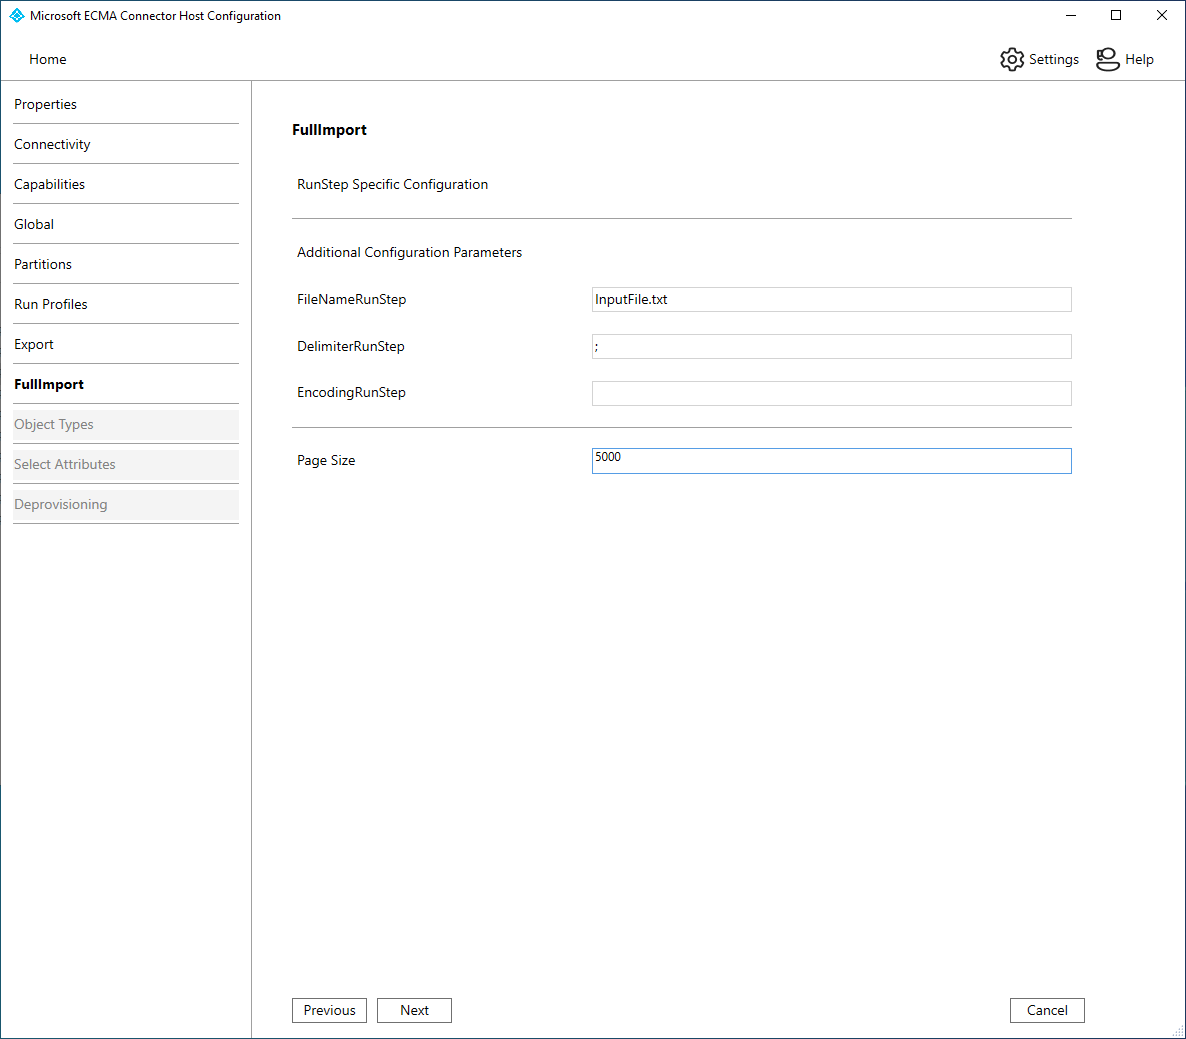 Microsoft ECMA Connector Host Configuration
Home
Settings
Help
Properties
Connectivity
Capabilities
Global
Partitions
Run Profiles
Export
FullImport
Object Types
Select Attributes
Deprovisioning
FullImport
RunStep Specific Configuration
Additional Configuration Parameters
FileNameRunStep InputFile.txt
DelimiterRunStep ;
EncodingRunStep
Page Size 5000
Previous Next Cancel